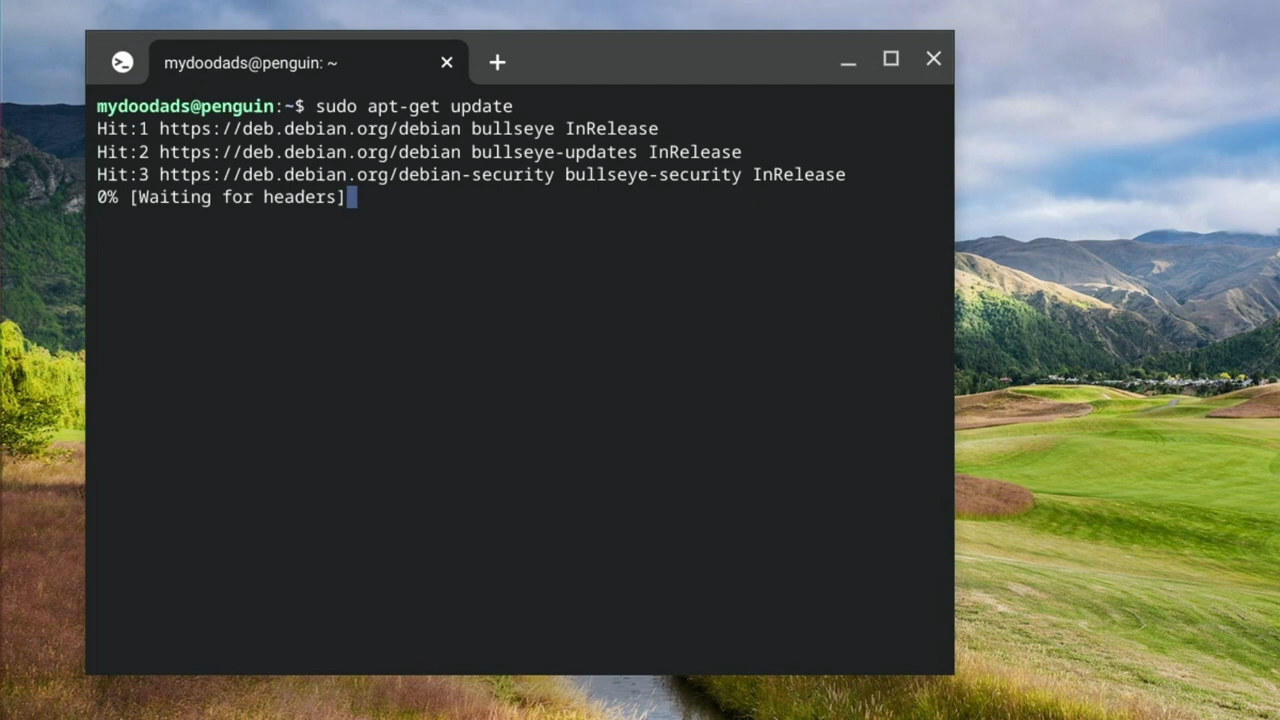 mydoodads@penguin: ~
mydoodads@penguin:~$ sudo apt-get update
Hit:1 https://deb.debian.org/debian bullseye InRelease
Hit:2 https://deb.debian.org/debian bullseye-updates InRelease
Hit:3 https://deb.debian.org/debian-security bullseye-security InRelease
0% [Waiting for headers]